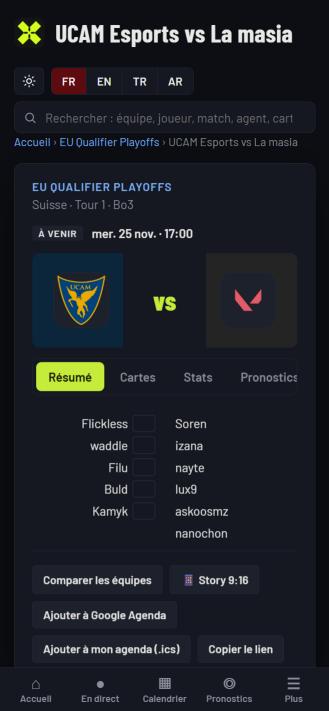 UCAM Esports vs La masia
FR EN TR AR
Rechercher : équipe, joueur, match, agent, cart
Accueil › EU Qualifier Playoffs › UCAM Esports vs La masia
EU QUALIFIER PLAYOFFS
Suisse · Tour 1 · Bo3
À VENIR mer. 25 nov. · 17:00
UCAM
VS
Résumé Cartes Stats Pronostics
Flickless Soren
waddle izana
Filu nayte
Buld lux9
Kamyk askoosmz
nanochon
Comparer les équipes Story 9:16
Ajouter à Google Agenda
Ajouter à mon agenda (.ics) Copier le lien
Accueil En direct Calendrier Pronostics Plus